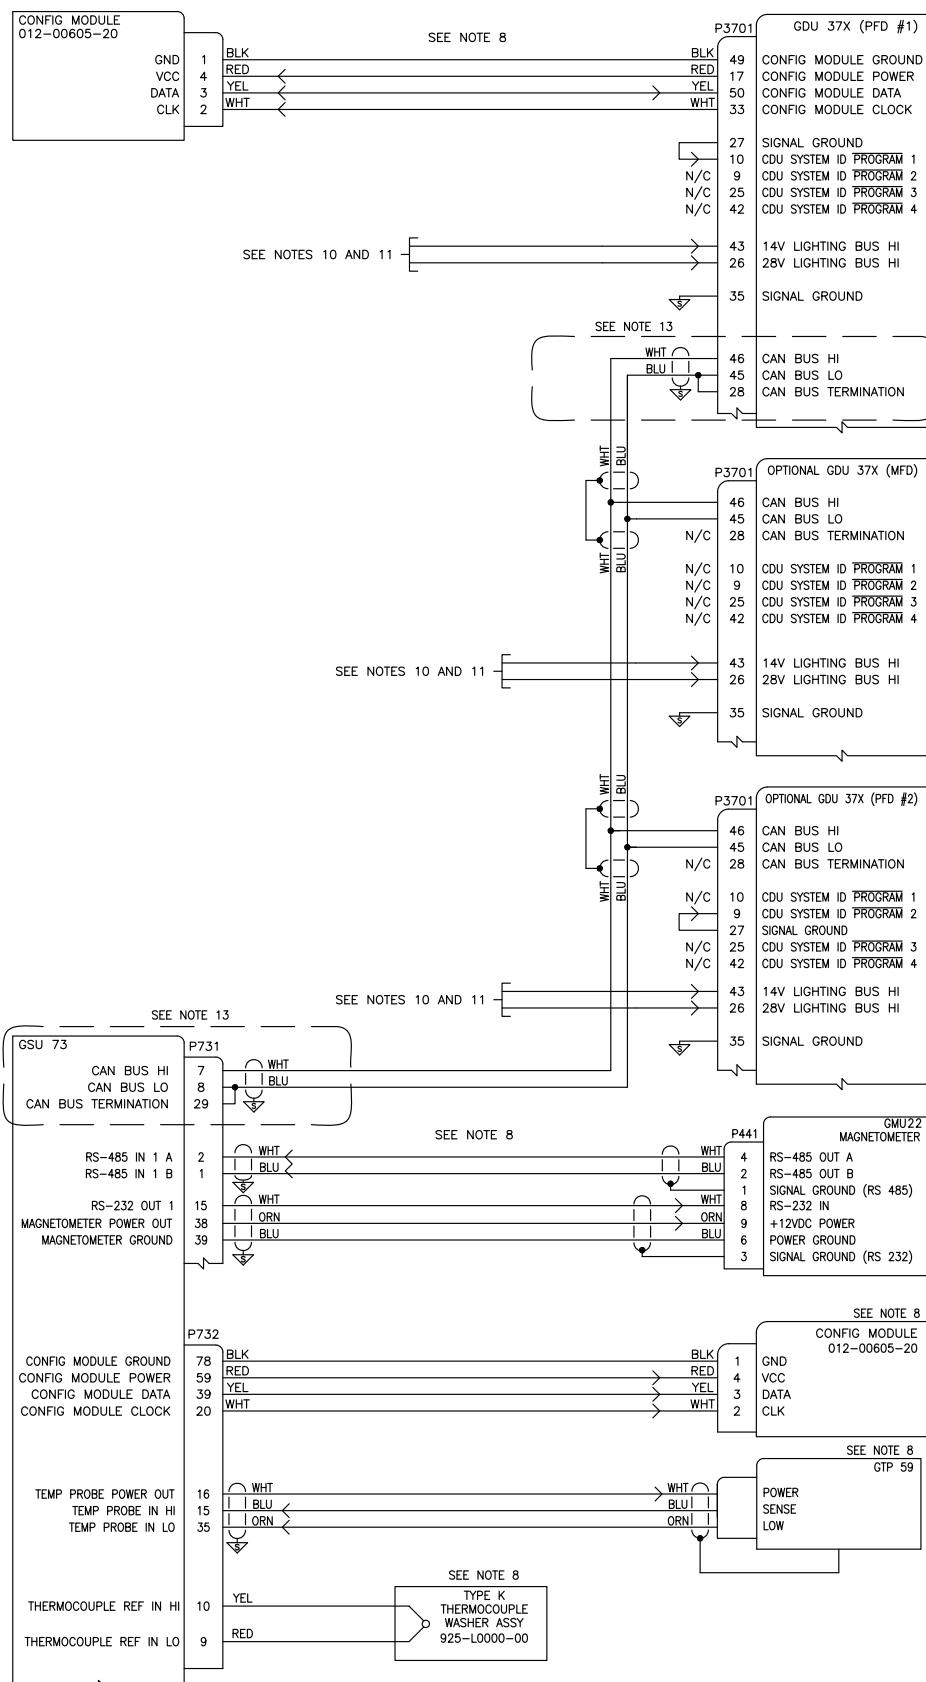 CONFIG MODULE
012-00605-20
SEE NOTE 8
P3701
GDU 37X (PFD #1)
GND 1 BLK BLK 49 CONFIG MODULE GROUND
VCC 4 RED RED 17 CONFIG MODULE POWER
DATA 3 YEL YEL 50 CONFIG MODULE DATA
CLK 2 WHT WHT 33 CONFIG MODULE CLOCK
27 SIGNAL GROUND
10 CDU SYSTEM ID PROGRAM 1
N/C 9 CDU SYSTEM ID PROGRAM 2
N/C 25 CDU SYSTEM ID PROGRAM 3
N/C 42 CDU SYSTEM ID PROGRAM 4
SEE NOTES 10 AND 11
43 14V LIGHTING BUS HI
26 28V LIGHTING BUS HI
S 35 SIGNAL GROUND
SEE NOTE 13
WHT 46 CAN BUS HI
BLU 45 CAN BUS LO
S 28 CAN BUS TERMINATION
WHT BLU
P3701
OPTIONAL GDU 37X (MFD)
46 CAN BUS HI
45 CAN BUS LO
N/C 28 CAN BUS TERMINATION
WHT BLU
N/C 10 CDU SYSTEM ID PROGRAM 1
N/C 9 CDU SYSTEM ID PROGRAM 2
N/C 25 CDU SYSTEM ID PROGRAM 3
N/C 42 CDU SYSTEM ID PROGRAM 4
SEE NOTES 10 AND 11
43 14V LIGHTING BUS HI
26 28V LIGHTING BUS HI
S 35 SIGNAL GROUND
WHT BLU
P3701
OPTIONAL GDU 37X (PFD #2)
46 CAN BUS HI
45 CAN BUS LO
N/C 28 CAN BUS TERMINATION
WHT BLU
N/C 10 CDU SYSTEM ID PROGRAM 1
9 CDU SYSTEM ID PROGRAM 2
27 SIGNAL GROUND
N/C 25 CDU SYSTEM ID PROGRAM 3
N/C 42 CDU SYSTEM ID PROGRAM 4
SEE NOTES 10 AND 11
43 14V LIGHTING BUS HI
26 28V LIGHTING BUS HI
S 35 SIGNAL GROUND
SEE NOTE 13
GSU 73
P731
CAN BUS HI 7 WHT
CAN BUS LO 8 BLU
CAN BUS TERMINATION 29 S
SEE NOTE 8
P441
GMU22
MAGNETOMETER
RS-485 IN 1 A 2 WHT WHT 4 RS-485 OUT A
RS-485 IN 1 B 1 BLU BLU 2 RS-485 OUT B
S 1 SIGNAL GROUND (RS 485)
RS-232 OUT 1 15 WHT WHT 8 RS-232 IN
MAGNETOMETER POWER OUT 38 ORN ORN 9 +12VDC POWER
MAGNETOMETER GROUND 39 BLU BLU 6 POWER GROUND
S 3 SIGNAL GROUND (RS 232)
SEE NOTE 8
P732
CONFIG MODULE
012-00605-20
CONFIG MODULE GROUND 78 BLK BLK 1 GND
CONFIG MODULE POWER 59 RED RED 4 VCC
CONFIG MODULE DATA 39 YEL YEL 3 DATA
CONFIG MODULE CLOCK 20 WHT WHT 2 CLK
SEE NOTE 8
GTP 59
TEMP PROBE POWER OUT 16 WHT WHT POWER
TEMP PROBE IN HI 15 BLU BLU SENSE
TEMP PROBE IN LO 35 ORN ORN LOW
S
SEE NOTE 8
TYPE K
THERMOCOUPLE
WASHER ASSY
925-L0000-00
THERMOCOUPLE REF IN HI 10 YEL
THERMOCOUPLE REF IN LO 9 RED